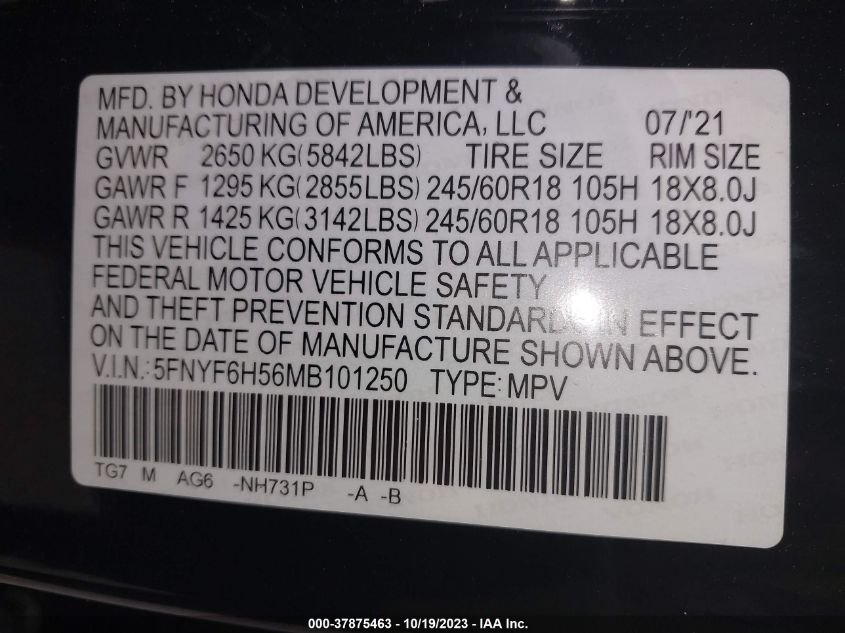 MFD. BY HONDA DEVELOPMENT &
MANUFACTURING OF AMERICA, LLC 07/'21
GVWR 2650 KG(5842LBS) TIRE SIZE RIM SIZE
GAWR F 1295 KG(2855LBS) 245/60R18 105H 18X8.0J
GAWR R 1425 KG(3142LBS) 245/60R18 105H 18X8.0J
THIS VEHICLE CONFORMS TO ALL APPLICABLE
FEDERAL MOTOR VEHICLE SAFETY
AND THEFT PREVENTION STANDARDS IN EFFECT
ON THE DATE OF MANUFACTURE SHOWN ABOVE.
V.I.N.: 5FNYF6H56MB101250 TYPE: MPV
TG7 M AG6 -NH731P -A -B
000-37875463 - 10/19/2023 - IAA Inc.